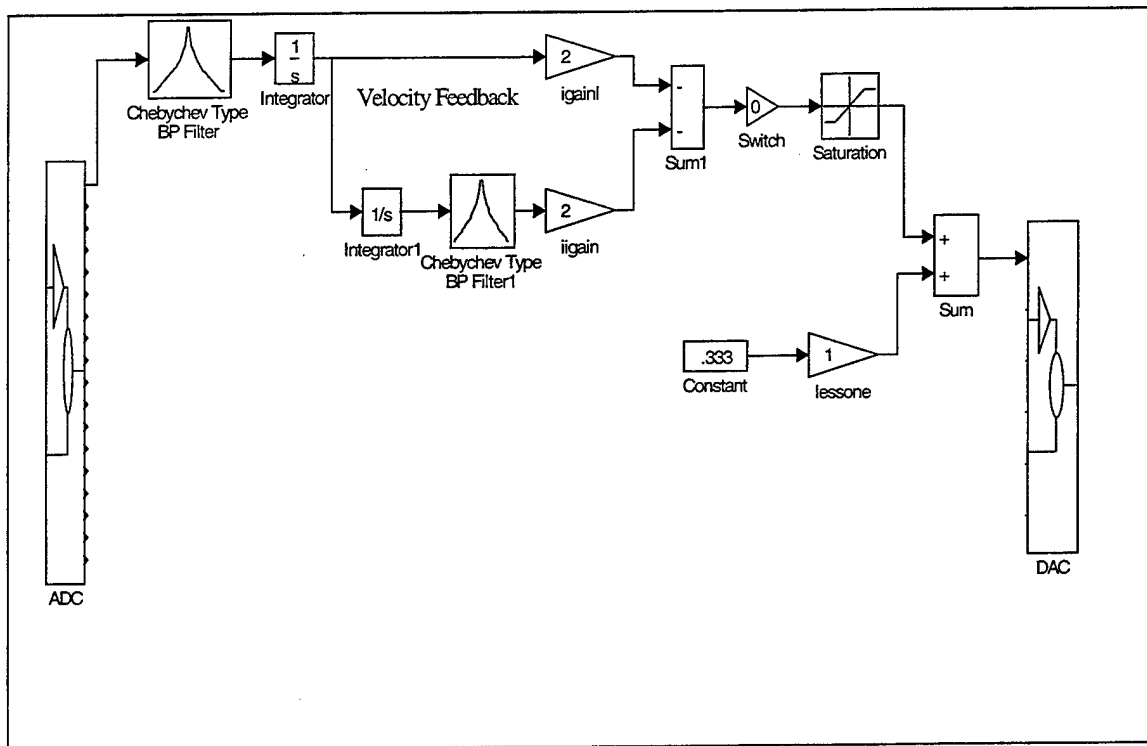 1
s
Chebychev Type
BP Filter
Integrator
Velocity Feedback
2
igainl
-
-
Sum1
0
Switch
Saturation
1/s
Integrator1
Chebychev Type
BP Filter1
2
iigain
+
+
Sum
.333
Constant
1
lessone
ADC
DAC